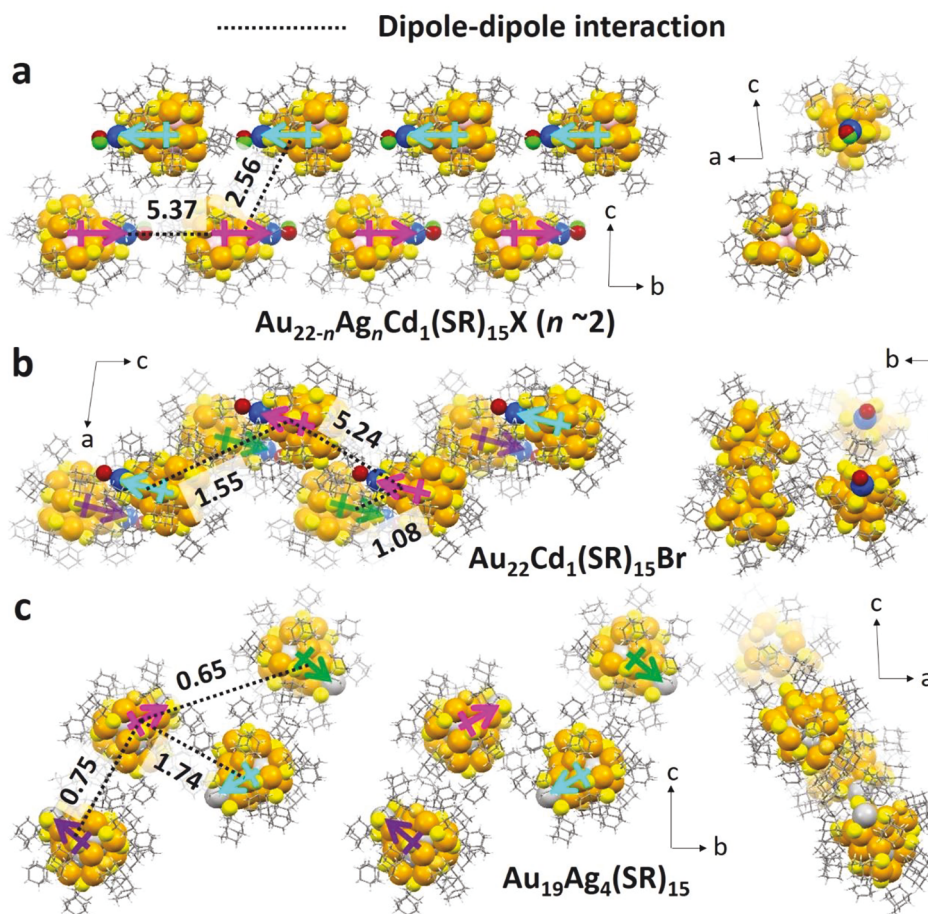 Dipole-dipole interaction
a
5.37
2.56
c
b
c
a
Au22-nAgnCd1(SR)15X (n ~2)
b
c
a
1.55
5.24
1.08
b
Au22Cd1(SR)15Br
c
0.65
0.75
1.74
c
b
c
a
Au19Ag4(SR)15